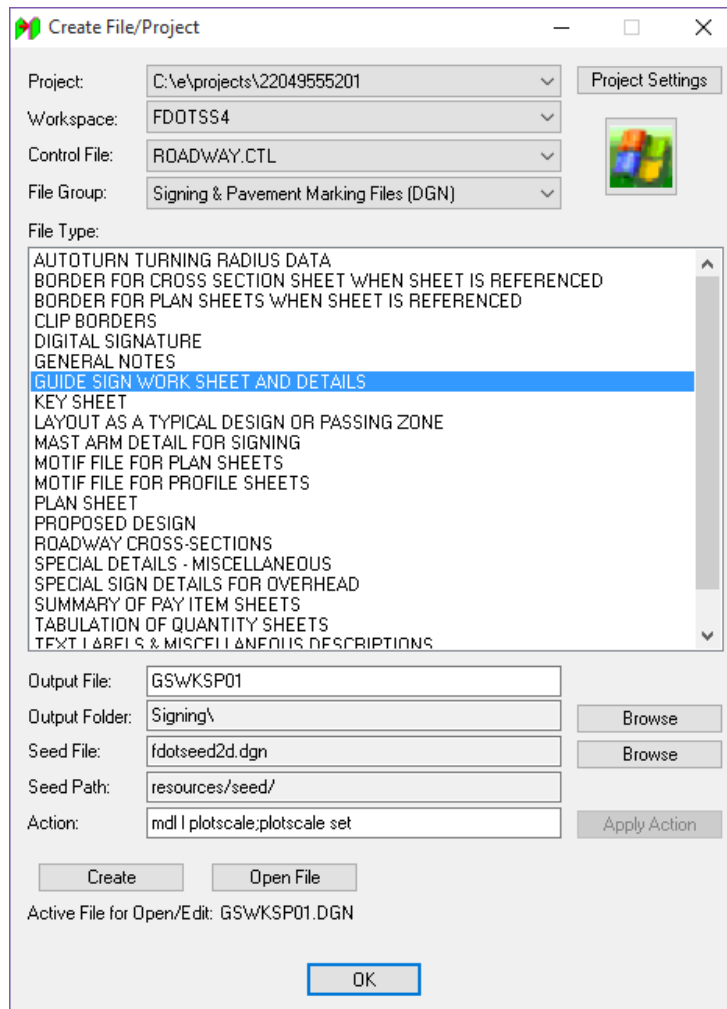 Create File/Project
Project: C:\e\projects\22049555201 Project Settings
Workspace: FDOTSS4
Control File: ROADWAY.CTL
File Group: Signing & Pavement Marking Files (DGN)
File Type:
AUTOTURN TURNING RADIUS DATA
BORDER FOR CROSS SECTION SHEET WHEN SHEET IS REFERENCED
BORDER FOR PLAN SHEETS WHEN SHEET IS REFERENCED
CLIP BORDERS
DIGITAL SIGNATURE
GENERAL NOTES
GUIDE SIGN WORK SHEET AND DETAILS
KEY SHEET
LAYOUT AS A TYPICAL DESIGN OR PASSING ZONE
MAST ARM DETAIL FOR SIGNING
MOTIF FILE FOR PLAN SHEETS
MOTIF FILE FOR PROFILE SHEETS
PLAN SHEET
PROPOSED DESIGN
ROADWAY CROSS-SECTIONS
SPECIAL DETAILS - MISCELLANEOUS
SPECIAL SIGN DETAILS FOR OVERHEAD
SUMMARY OF PAY ITEM SHEETS
TABULATION OF QUANTITY SHEETS
TEXT LABELS & MISCELLANEOUS DESCRIPTIONS
Output File: GSWKSP01
Output Folder: Signing\ Browse
Seed File: fdotseed2d.dgn Browse
Seed Path: resources/seed/
Action: mdl l plotscale;plotscale set Apply Action
Create Open File
Active File for Open/Edit: GSWKSP01.DGN
OK